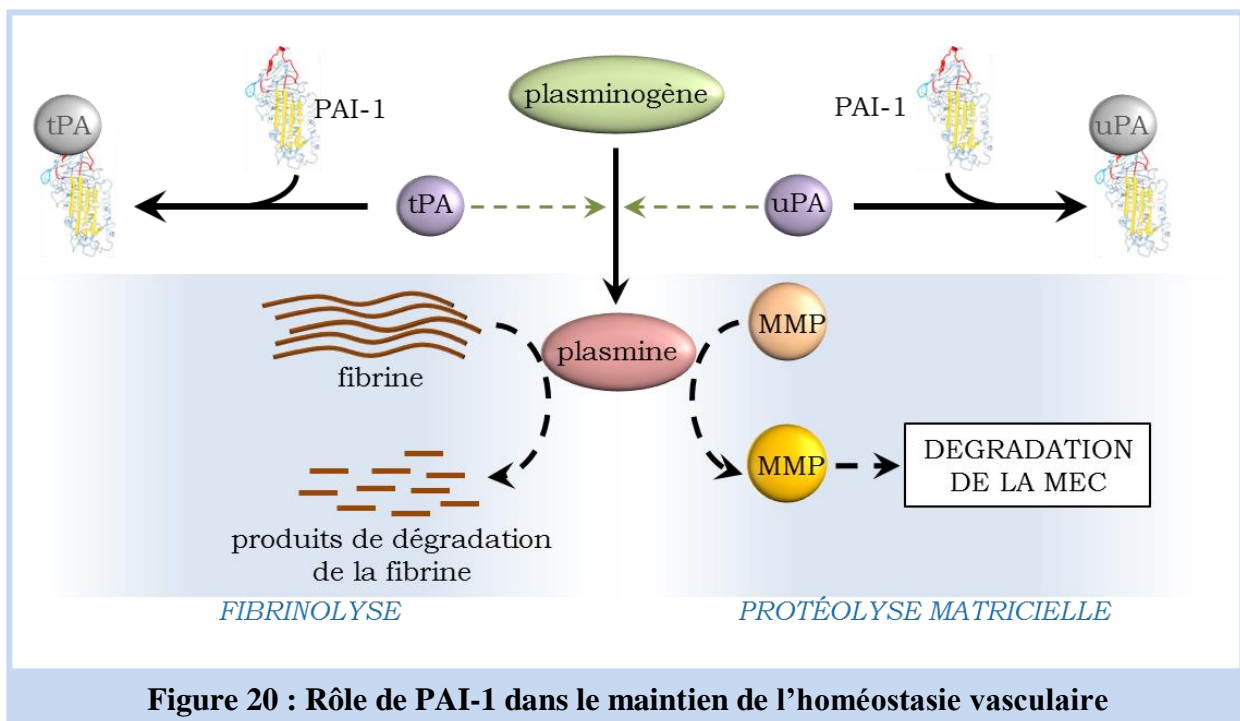 plasminogène
PAI-1
PAI-1
tPA
uPA
tPA
uPA
fibrine
plasmine
MMP
MMP
DEGRADATION
DE LA MEC
produits de dégradation
de la fibrine
FIBRINOLYSE
PROTÉOLYSE MATRICIELLE
Figure 20 : Rôle de PAI-1 dans le maintien de l’homéostasie vasculaire